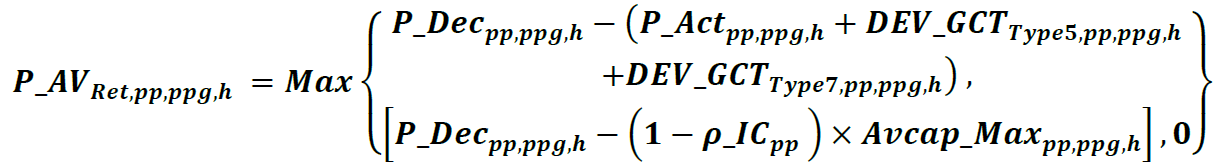 P_Dec_{pp,ppg,h} − (P_Act_{pp,ppg,h} + DEV_GCT_{Type5,pp,ppg,h}
P_AV_{Ret,pp,ppg,h} = Max { +DEV_GCT_{Type7,pp,ppg,h}) , }
[P_Dec_{pp,ppg,h} − (1 − ρ_IC_{pp}) × Avcap_Max_{pp,ppg,h}] , 0